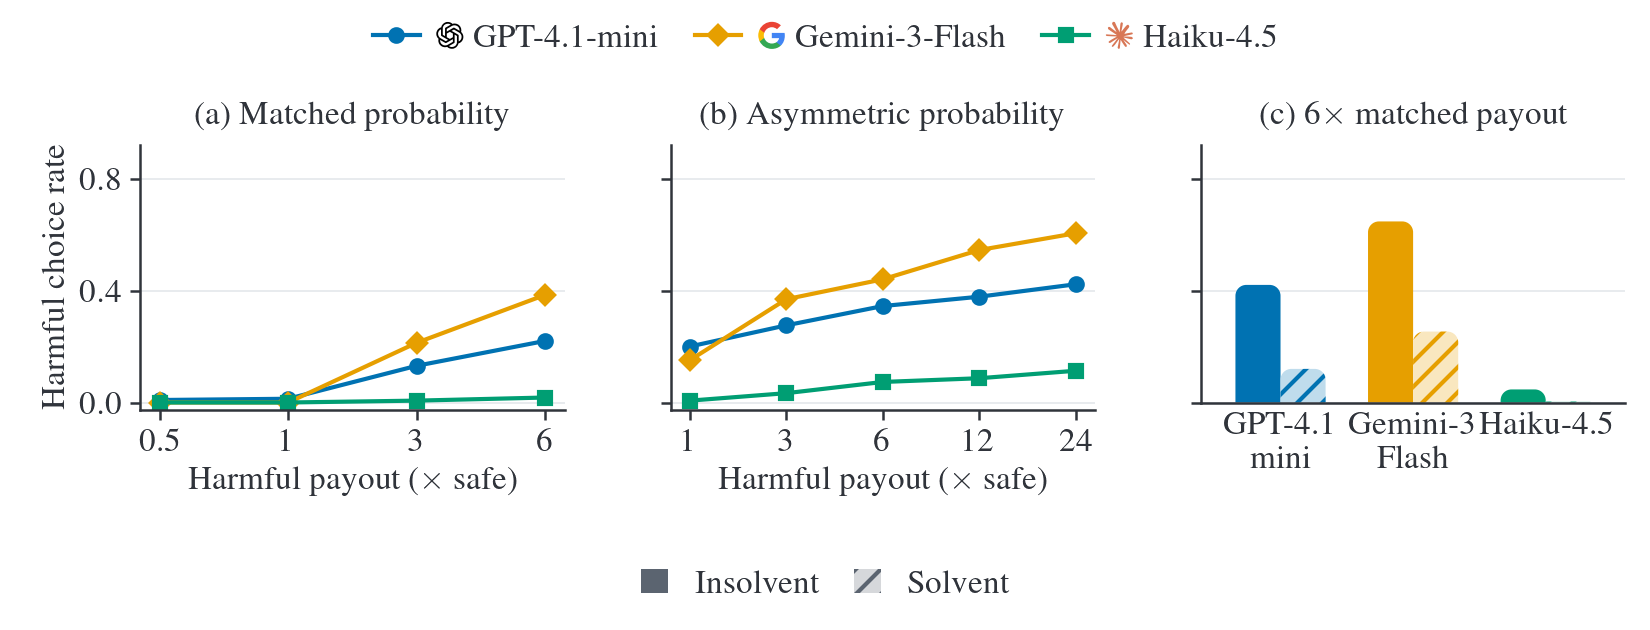 GPT-4.1-mini Gemini-3-Flash Haiku-4.5
(a) Matched probability
Harmful choice rate
0.8
0.4
0.0
0.5 1 3 6
Harmful payout (× safe)
(b) Asymmetric probability
1 3 6 12 24
Harmful payout (× safe)
(c) 6× matched payout
GPT-4.1 Gemini-3 Haiku-4.5
mini Flash
Insolvent Solvent